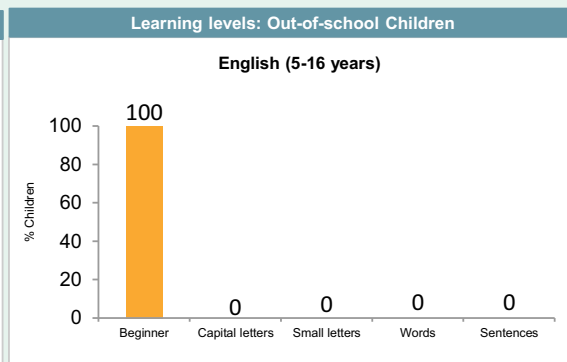 Learning levels: Out-of-school Children
English (5-16 years)
% Children
100
80
60
40
20
0
100
0
0
0
0
Beginner
Capital letters
Small letters
Words
Sentences